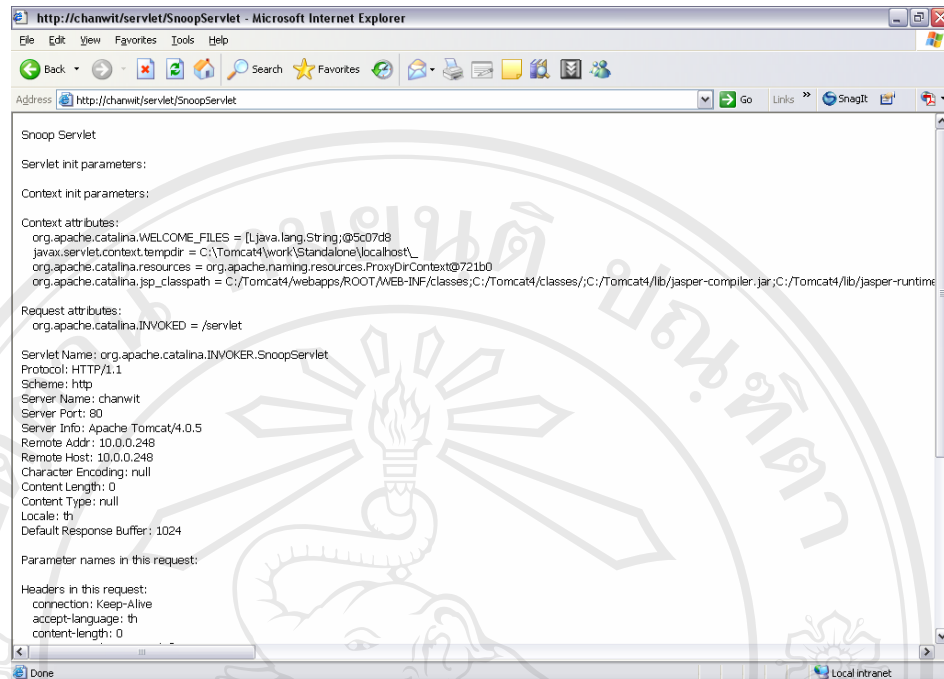 http://chanwit/servlet/SnoopServlet - Microsoft Internet Explorer
File Edit View Favorites Tools Help
Back Search Favorites
Address http://chanwit/servlet/SnoopServlet Go Links » SnagIt
Snoop Servlet
Servlet init parameters:
Context init parameters:
Context attributes:
org.apache.catalina.WELCOME_FILES = [Ljava.lang.String;@5c07d8
javax.servlet.context.tempdir = C:\Tomcat4\work\Standalone\localhost\_
org.apache.catalina.resources = org.apache.naming.resources.ProxyDirContext@721b0
org.apache.catalina.jsp_classpath = C:/Tomcat4/webapps/ROOT/WEB-INF/classes;C:/Tomcat4/classes/;C:/Tomcat4/lib/jasper-compiler.jar;C:/Tomcat4/lib/jasper-runtime
Request attributes:
org.apache.catalina.INVOKED = /servlet
Servlet Name: org.apache.catalina.INVOKER.SnoopServlet
Protocol: HTTP/1.1
Scheme: http
Server Name: chanwit
Server Port: 80
Server Info: Apache Tomcat/4.0.5
Remote Addr: 10.0.0.248
Remote Host: 10.0.0.248
Character Encoding: null
Content Length: 0
Content Type: null
Locale: th
Default Response Buffer: 1024
Parameter names in this request:
Headers in this request:
connection: Keep-Alive
accept-language: th
content-length: 0
Done Local intranet